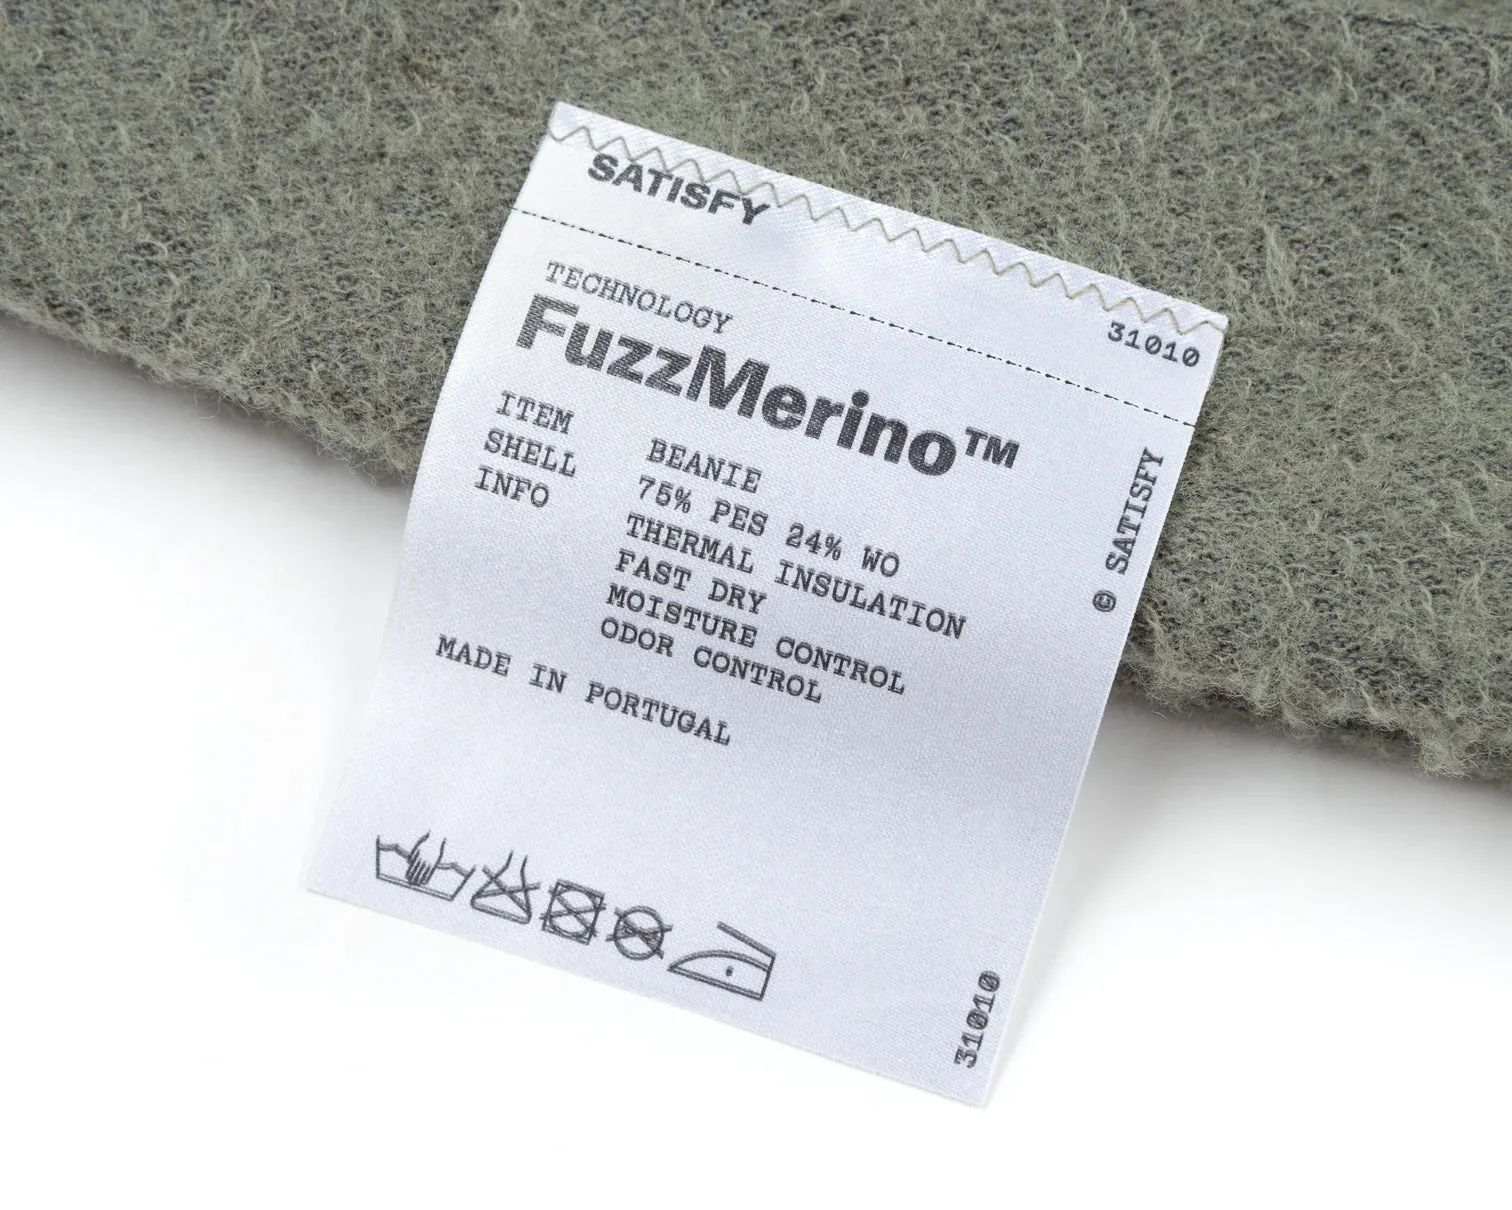 SATISFY
31010
TECHNOLOGY
FuzzMerino™
ITEM BEANIE
SHELL 75% PES 24% WO
INFO THERMAL INSULATION
FAST DRY
MOISTURE CONTROL
ODOR CONTROL
MADE IN PORTUGAL
© SATISFY
31010